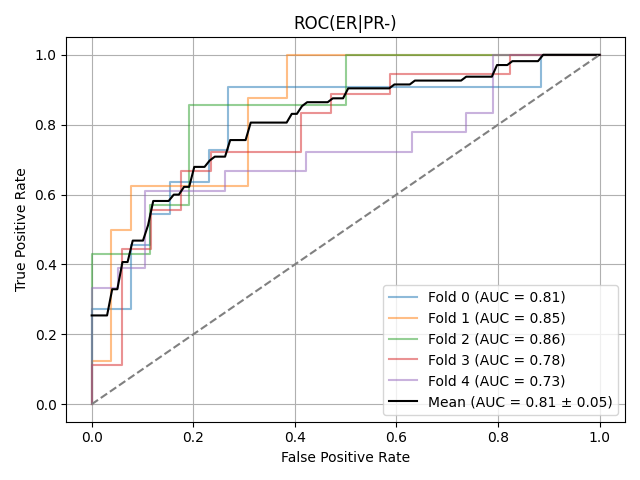 ROC(ER|PR-)
True Positive Rate
1.0
0.8
0.6
0.4
0.2
0.0
Fold 0 (AUC = 0.81)
Fold 1 (AUC = 0.85)
Fold 2 (AUC = 0.86)
Fold 3 (AUC = 0.78)
Fold 4 (AUC = 0.73)
Mean (AUC = 0.81 ± 0.05)
0.0 0.2 0.4 0.6 0.8 1.0
False Positive Rate